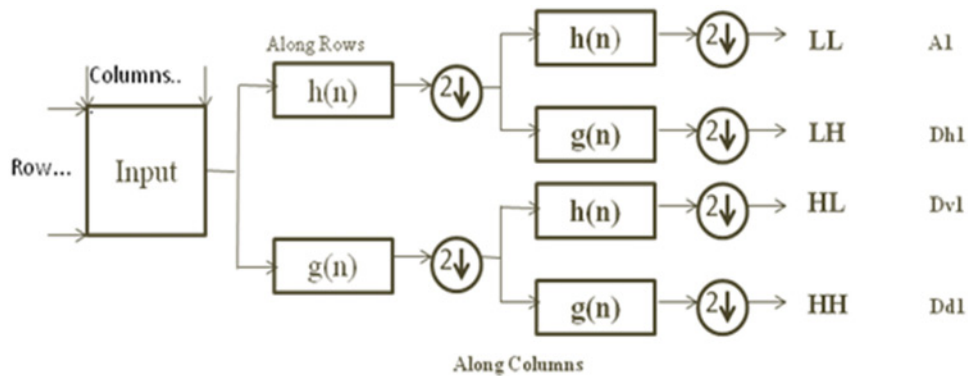 Along Rows
Columns..
Row...
Input
h(n)
2↓
h(n)
2↓
LL
A1
g(n)
2↓
LH
Dh1
g(n)
2↓
h(n)
2↓
HL
Dv1
g(n)
2↓
HH
Dd1
Along Columns